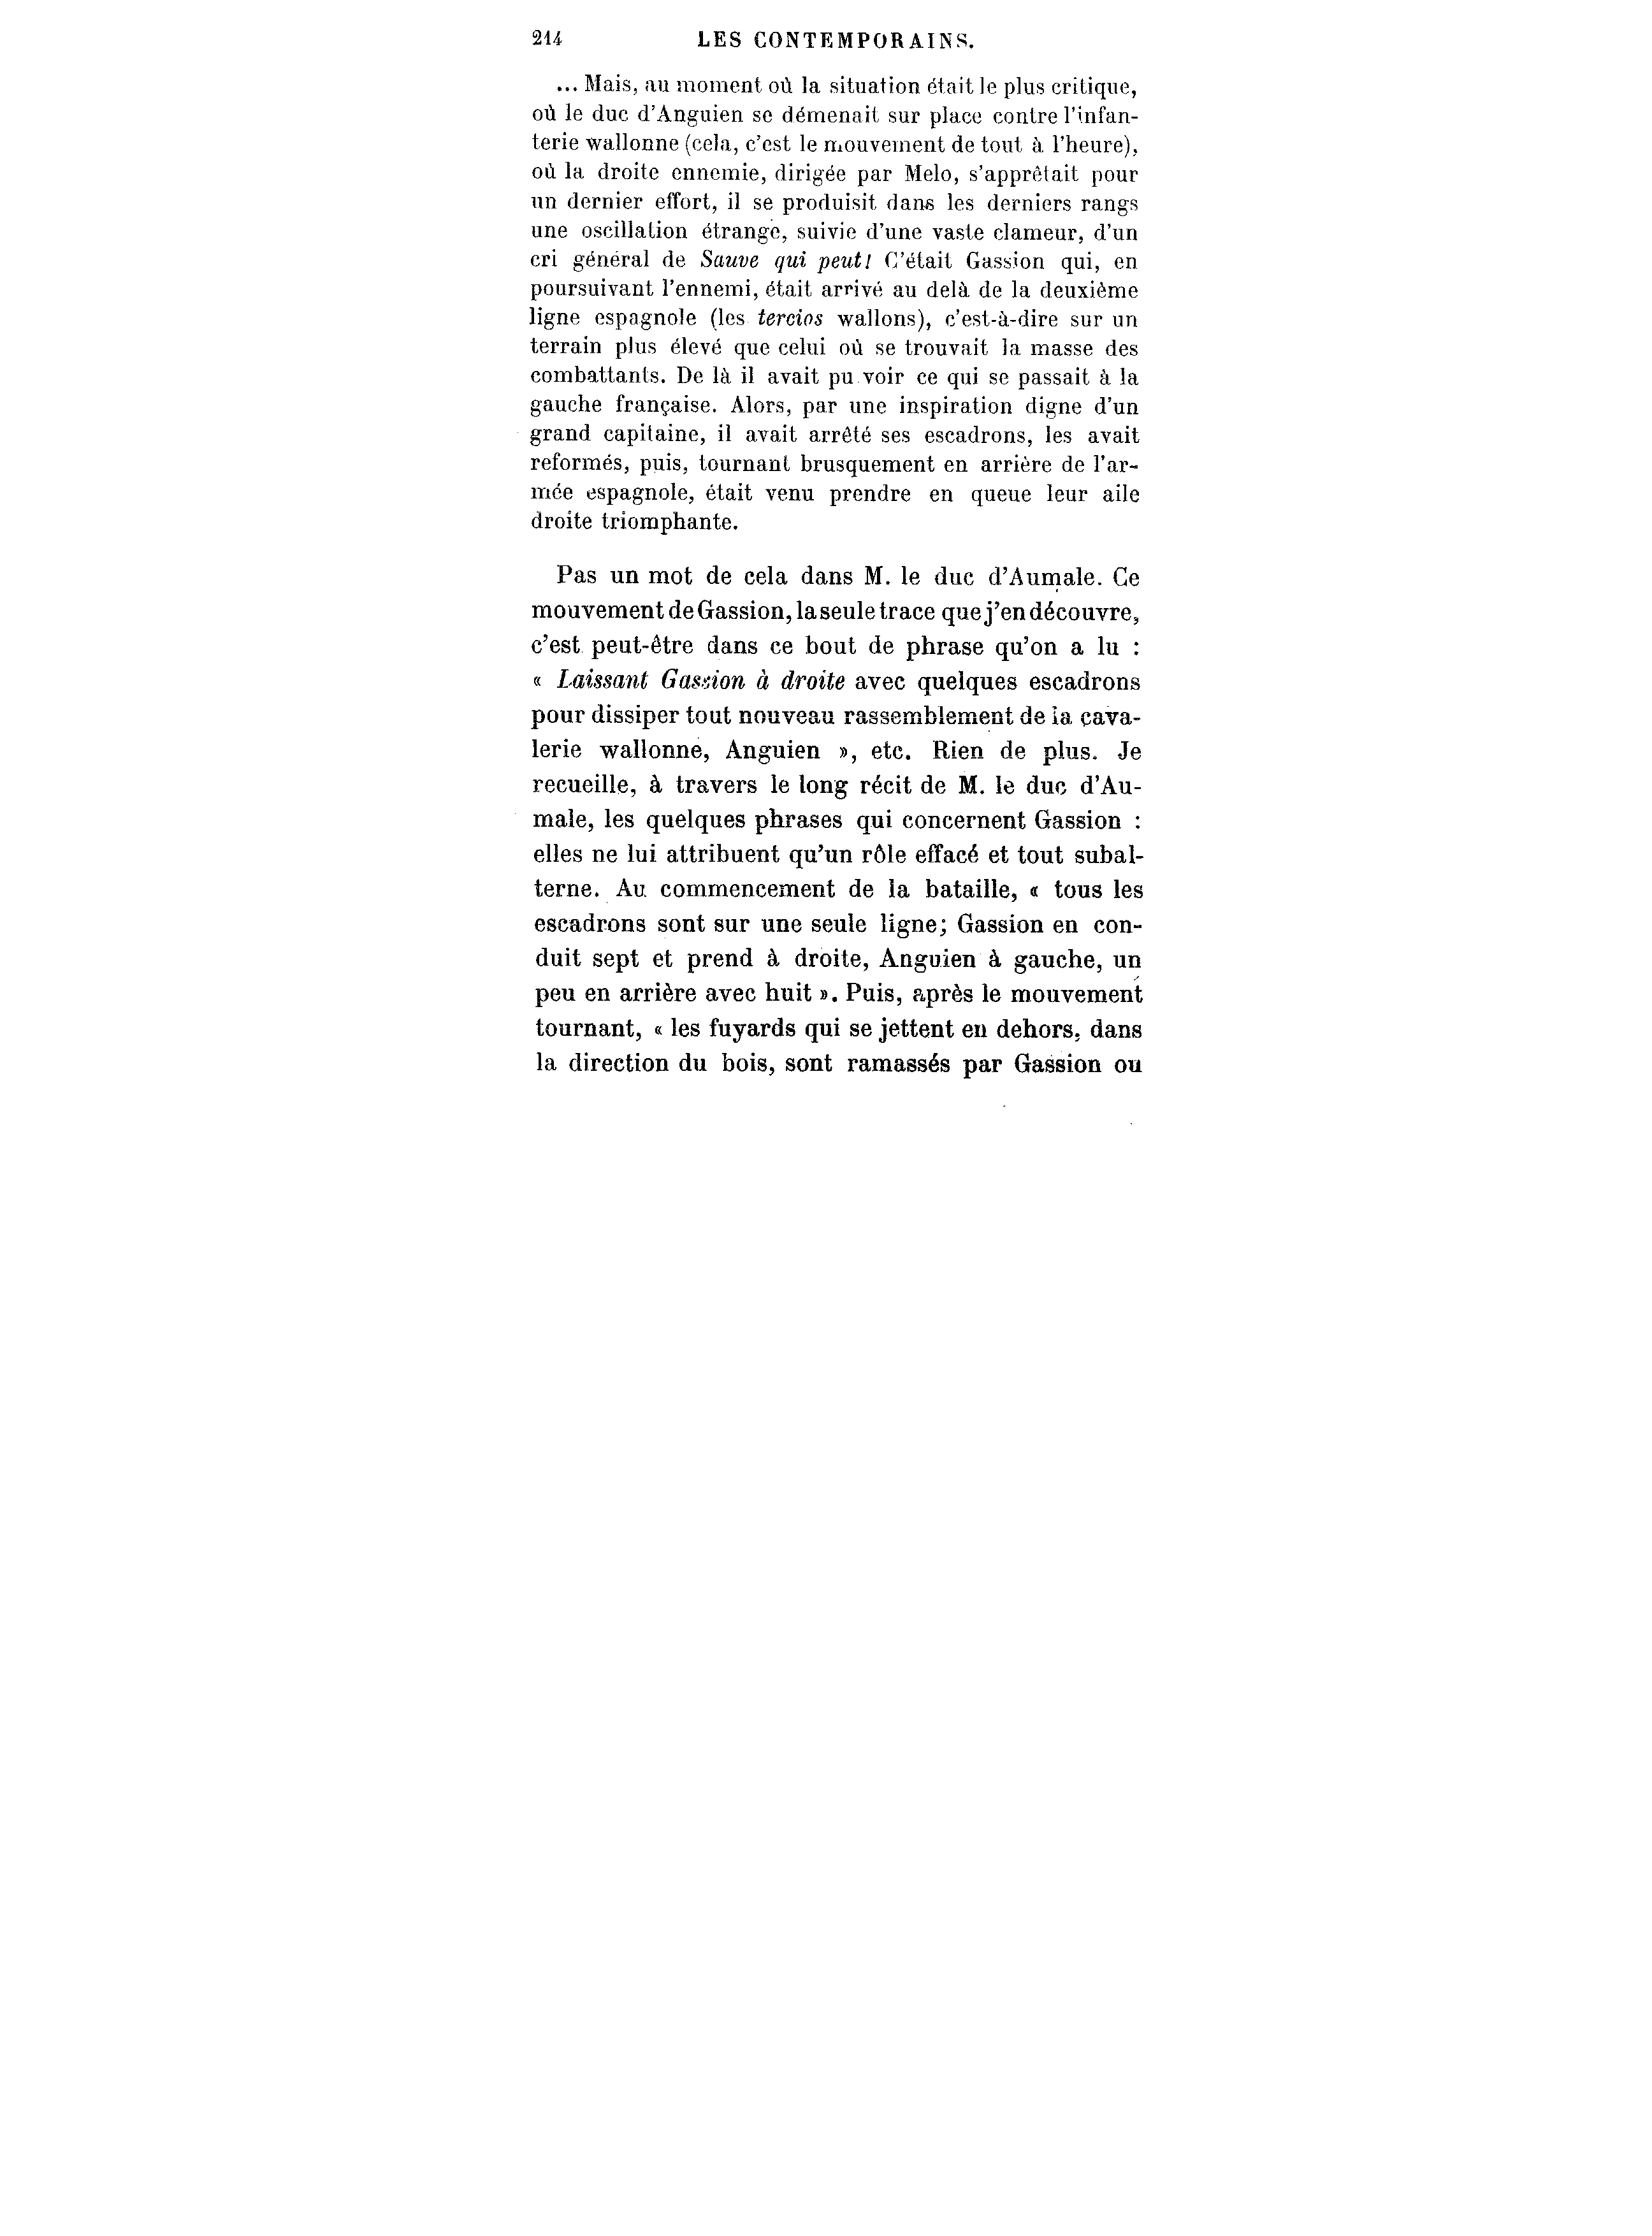 214 LES CONTEMPORAINS.
... Mais, au moment où la situation était le plus critique,
où le duc d'Anguien se démenait sur place contre l'infan-
terie wallonne (cela, c'est le mouvement de tout à l'heure),
où la droite ennemie, dirigée par Melo, s'apprêtait pour
un dernier effort, il se produisit dans les derniers rangs
une oscillation étrange, suivie d'une vaste clameur, d'un
cri général de Sauve qui peut! C'était Gassion qui, en
poursuivant l'ennemi, était arrivé au delà de la deuxième
ligne espagnole (les tercios wallons), c'est-à-dire sur un
terrain plus élevé que celui où se trouvait la masse des
combattants. De là il avait pu voir ce qui se passait à la
gauche française. Alors, par une inspiration digne d'un
grand capitaine, il avait arrêté ses escadrons, les avait
reformés, puis, tournant brusquement en arrière de l'ar-
mée espagnole, était venu prendre en queue leur aile
droite triomphante.
Pas un mot de cela dans M. le duc d'Aumale. Ce
mouvement de Gassion, la seule trace que j'en découvre,
c'est peut-être dans ce bout de phrase qu'on a lu :
« Laissant Gassion à droite avec quelques escadrons
pour dissiper tout nouveau rassemblement de la cava-
lerie wallonne, Anguien », etc. Rien de plus. Je
recueille, à travers le long récit de M. le duc d'Au-
male, les quelques phrases qui concernent Gassion :
elles ne lui attribuent qu'un rôle effacé et tout subal-
terne. Au commencement de la bataille, « tous les
escadrons sont sur une seule ligne; Gassion en con-
duit sept et prend à droite, Anguien à gauche, un
peu en arrière avec huit ». Puis, après le mouvement
tournant, « les fuyards qui se jettent en dehors, dans
la direction du bois, sont ramassés par Gassion ou